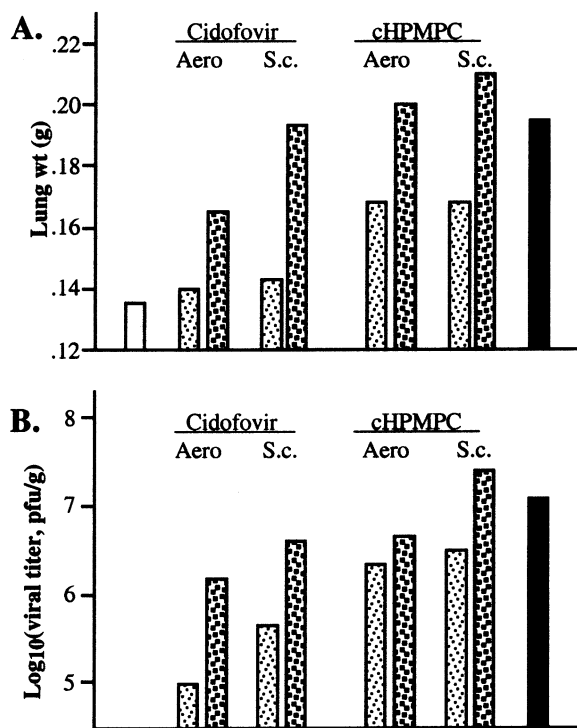 A.
Cidofovir cHPMPC
Aero S.c. Aero S.c.
.22
.20
.18
.16
.14
.12
Lung wt (g)
B.
Cidofovir cHPMPC
Aero S.c. Aero S.c.
8
7
6
5
Log10(viral titer, pfu/g)